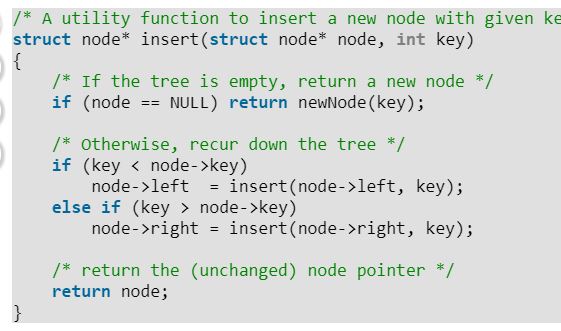 /* A utility function to insert a new node with given ke
struct node* insert(struct node* node, int key)
{
    /* If the tree is empty, return a new node */
    if (node == NULL) return newNode(key);

    /* Otherwise, recur down the tree */
    if (key < node->key)
        node->left  = insert(node->left, key);
    else if (key > node->key)
        node->right = insert(node->right, key);

    /* return the (unchanged) node pointer */
    return node;
}